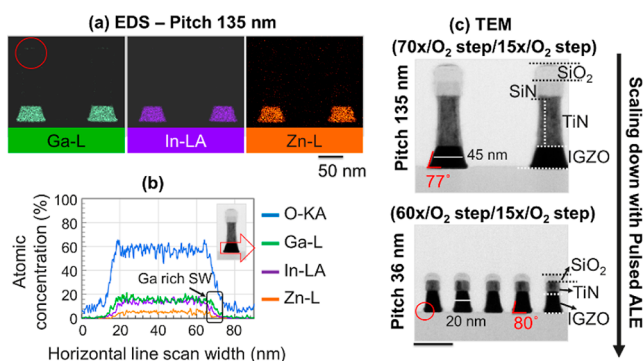 (a) EDS – Pitch 135 nm
Ga-L
In-LA
Zn-L
50 nm
(b)
Atomic
concentration (%)
100
80
60
40
20
0
0 20 40 60 80
Horizontal line scan width (nm)
Ga rich SW
O-KA
Ga-L
In-LA
Zn-L
(c) TEM
(70x/O₂ step/15x/O₂ step)
Pitch 135 nm
SiO₂
SiN
TiN
IGZO
45 nm
77°
(60x/O₂ step/15x/O₂ step)
Pitch 36 nm
SiO₂
TiN
IGZO
20 nm
80°
Scaling down with Pulsed ALE